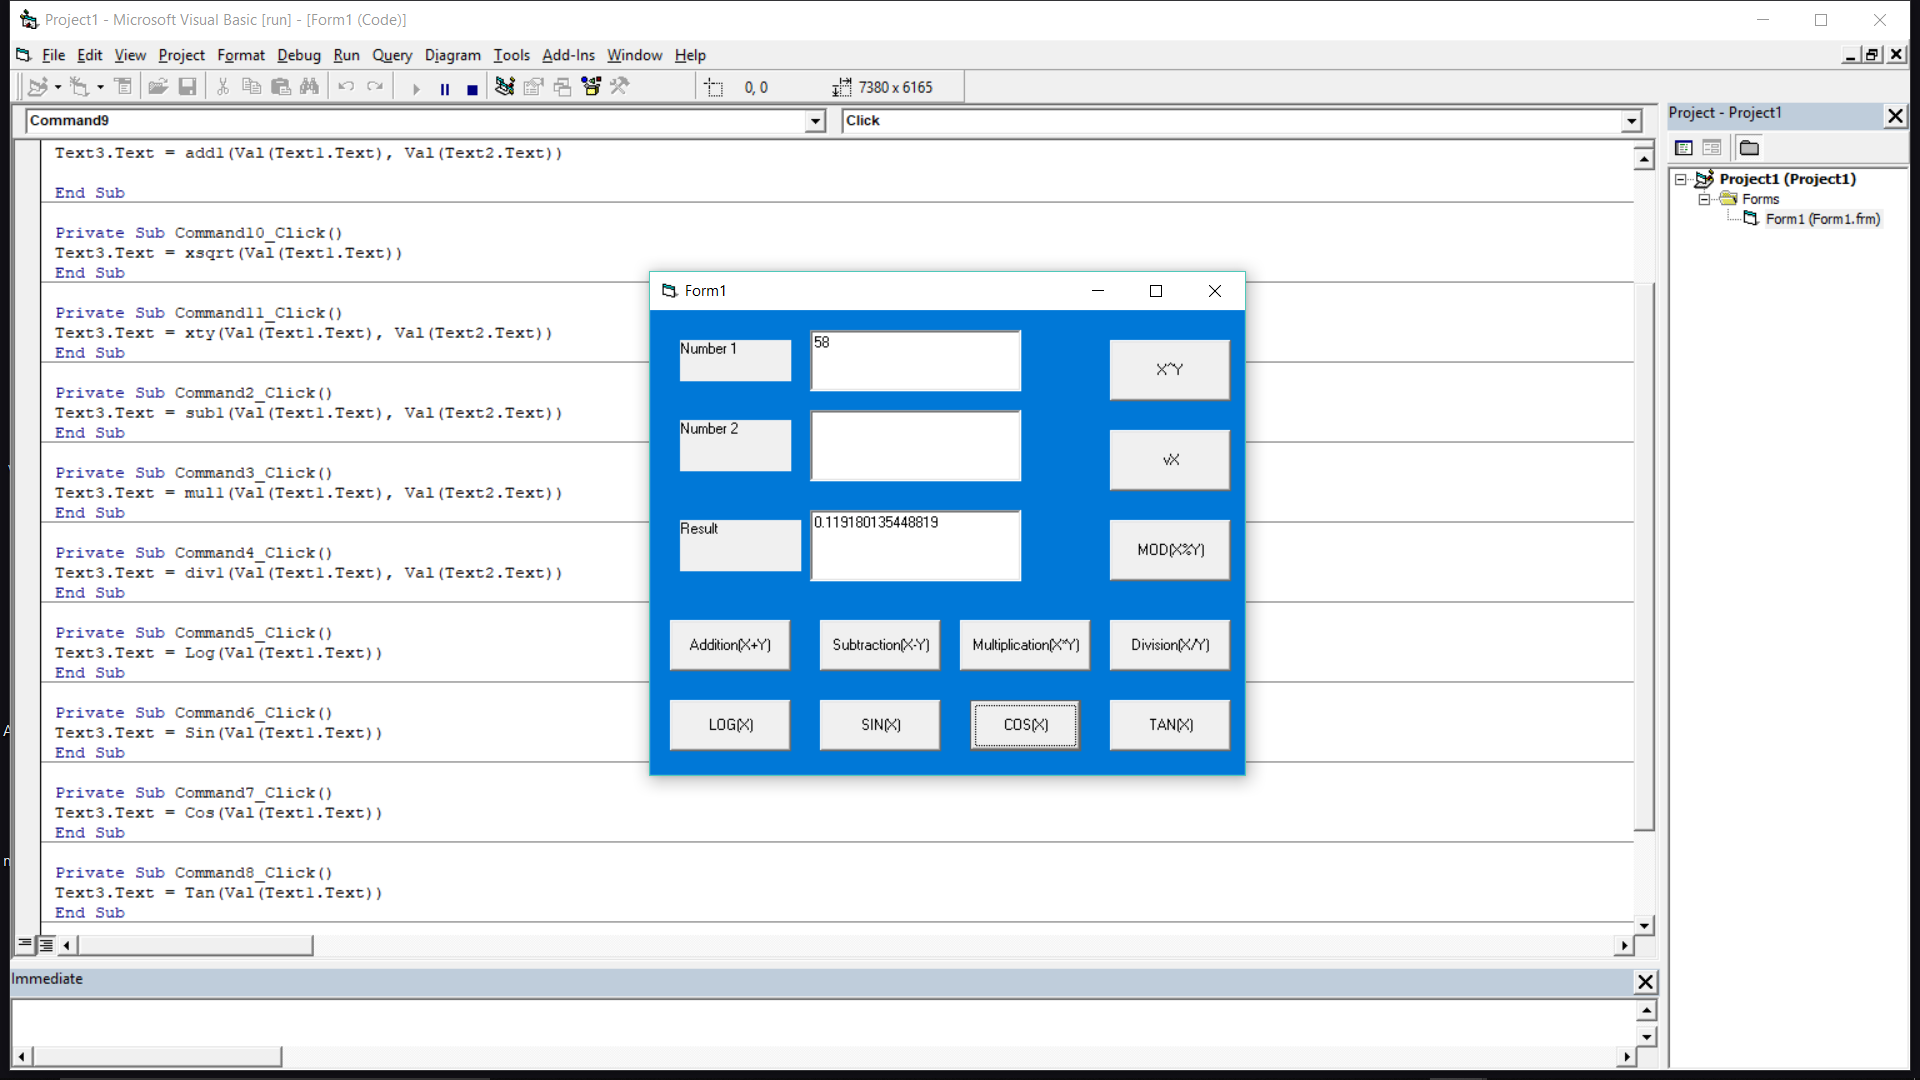 Project1 - Microsoft Visual Basic [run] - [Form1 (Code)]
File Edit View Project Format Debug Run Query Diagram Tools Add-Ins Window Help
0, 0 7380 x 6165
Command9 Click
Text3.Text = add1(Val(Text1.Text), Val(Text2.Text))
End Sub
Private Sub Command10_Click()
Text3.Text = xsqrt(Val(Text1.Text))
End Sub
Private Sub Command11_Click()
Text3.Text = xty(Val(Text1.Text), Val(Text2.Text))
End Sub
Private Sub Command2_Click()
Text3.Text = sub1(Val(Text1.Text), Val(Text2.Text))
End Sub
Private Sub Command3_Click()
Text3.Text = mul1(Val(Text1.Text), Val(Text2.Text))
End Sub
Private Sub Command4_Click()
Text3.Text = div1(Val(Text1.Text), Val(Text2.Text))
End Sub
Private Sub Command5_Click()
Text3.Text = Log(Val(Text1.Text))
End Sub
Private Sub Command6_Click()
Text3.Text = Sin(Val(Text1.Text))
End Sub
Private Sub Command7_Click()
Text3.Text = Cos(Val(Text1.Text))
End Sub
Private Sub Command8_Click()
Text3.Text = Tan(Val(Text1.Text))
End Sub
Form1
Number 1 58
X^Y
Number 2
√X
Result 0.119180135448819
MOD(X%Y)
Addition(X+Y) Subtraction(X-Y) Multiplication(X*Y) Division(X/Y)
LOG(X) SIN(X) COS(X) TAN(X)
Immediate
Project - Project1
Project1 (Project1)
Forms
Form1 (Form1.frm)